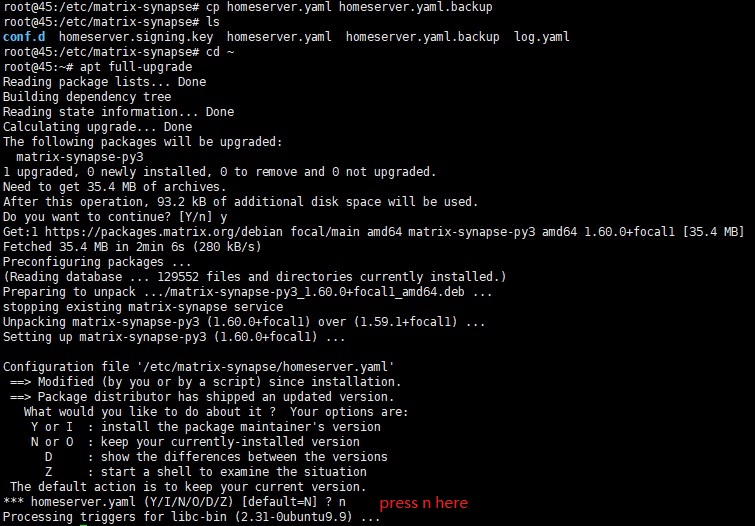 root@45:/etc/matrix-synapse# cp homeserver.yaml homeserver.yaml.backup
root@45:/etc/matrix-synapse# ls
conf.d  homeserver.signing.key  homeserver.yaml  homeserver.yaml.backup  log.yaml
root@45:/etc/matrix-synapse# cd ~
root@45:~# apt full-upgrade
Reading package lists... Done
Building dependency tree
Reading state information... Done
Calculating upgrade... Done
The following packages will be upgraded:
  matrix-synapse-py3
1 upgraded, 0 newly installed, 0 to remove and 0 not upgraded.
Need to get 35.4 MB of archives.
After this operation, 93.2 kB of additional disk space will be used.
Do you want to continue? [Y/n] y
Get:1 https://packages.matrix.org/debian focal/main amd64 matrix-synapse-py3 amd64 1.60.0+focal1 [35.4 MB]
Fetched 35.4 MB in 2min 6s (280 kB/s)
Preconfiguring packages ...
(Reading database ... 129552 files and directories currently installed.)
Preparing to unpack .../matrix-synapse-py3_1.60.0+focal1_amd64.deb ...
stopping existing matrix-synapse service
Unpacking matrix-synapse-py3 (1.60.0+focal1) over (1.59.1+focal1) ...
Setting up matrix-synapse-py3 (1.60.0+focal1) ...

Configuration file '/etc/matrix-synapse/homeserver.yaml'
 ==> Modified (by you or by a script) since installation.
 ==> Package distributor has shipped an updated version.
   What would you like to do about it ?  Your options are:
    Y or I  : install the package maintainer's version
    N or O  : keep your currently-installed version
      D     : show the differences between the versions
      Z     : start a shell to examine the situation
 The default action is to keep your current version.
*** homeserver.yaml (Y/I/N/O/D/Z) [default=N] ? n press n here
Processing triggers for libc-bin (2.31-0ubuntu9.9) ...